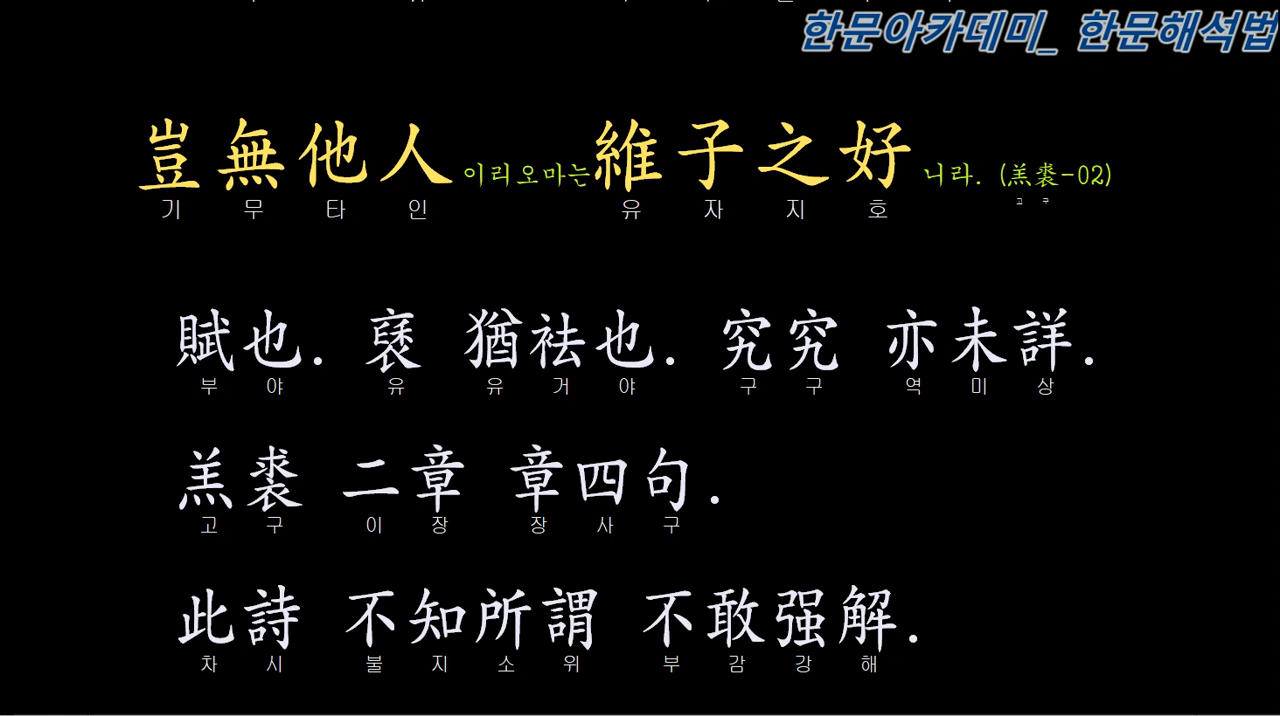 한문아카데미_ 한문해석법
豈無他人이리오마는維子之好니라. (羔裘-02)
기 무 타 인 유 자 지 호 고 구
賦也. 褎 猶袪也. 究究 亦未詳.
부 야 유 유 거 야 구 구 역 미 상
羔裘 二章 章四句.
고 구 이 장 장 사 구
此詩 不知所謂 不敢强解.
차 시 불 지 소 위 부 감 강 해